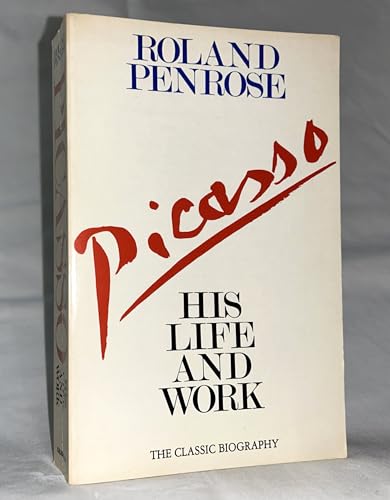 ROLAND
PENROSE
Picasso
HIS
LIFE
AND
WORK
THE CLASSIC BIOGRAPHY